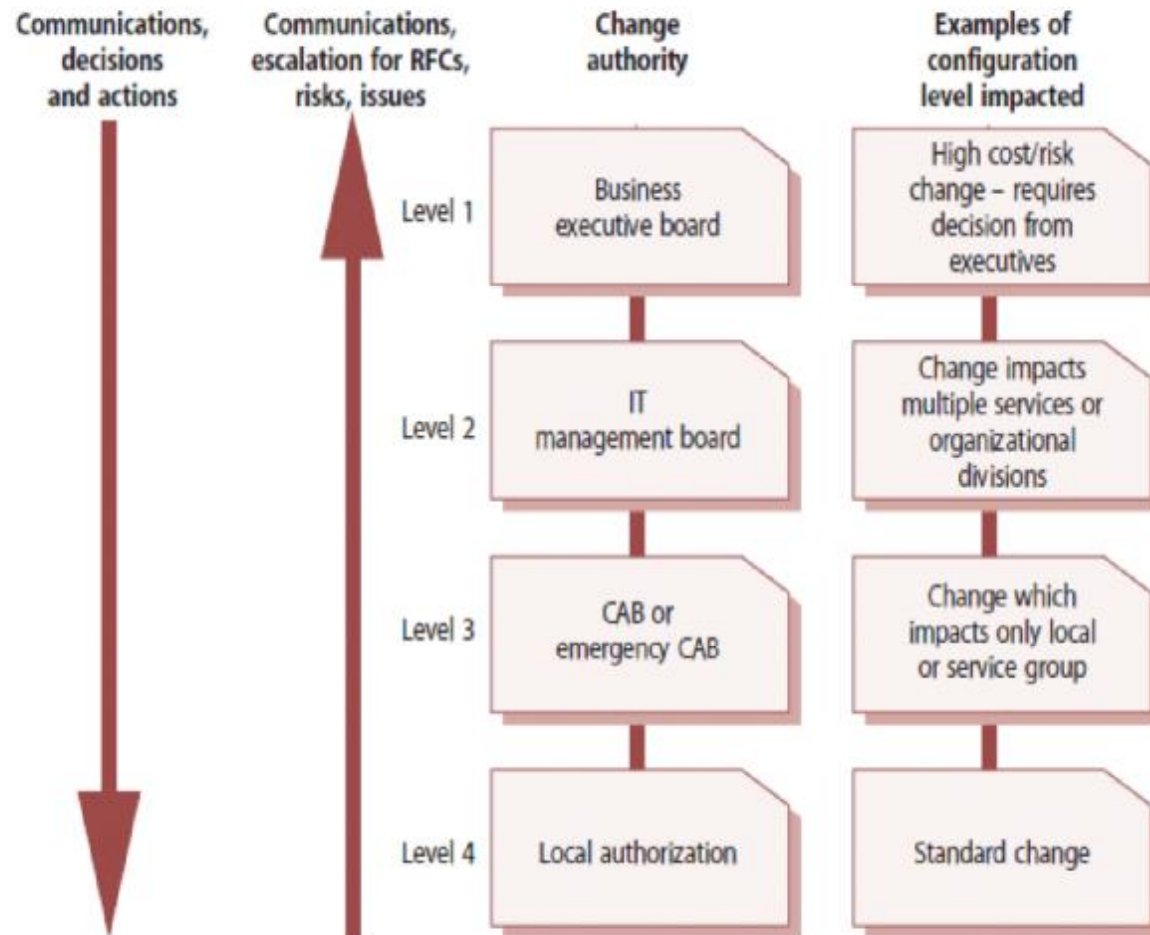 Communications,
decisions
and actions
Communications,
escalation for RFCs,
risks, issues
Change
authority
Examples of
configuration
level impacted
Level 1
Business
executive board
High cost/risk
change – requires
decision from
executives
Level 2
IT
management board
Change impacts
multiple services or
organizational
divisions
Level 3
CAB or
emergency CAB
Change which
impacts only local
or service group
Level 4
Local authorization
Standard change